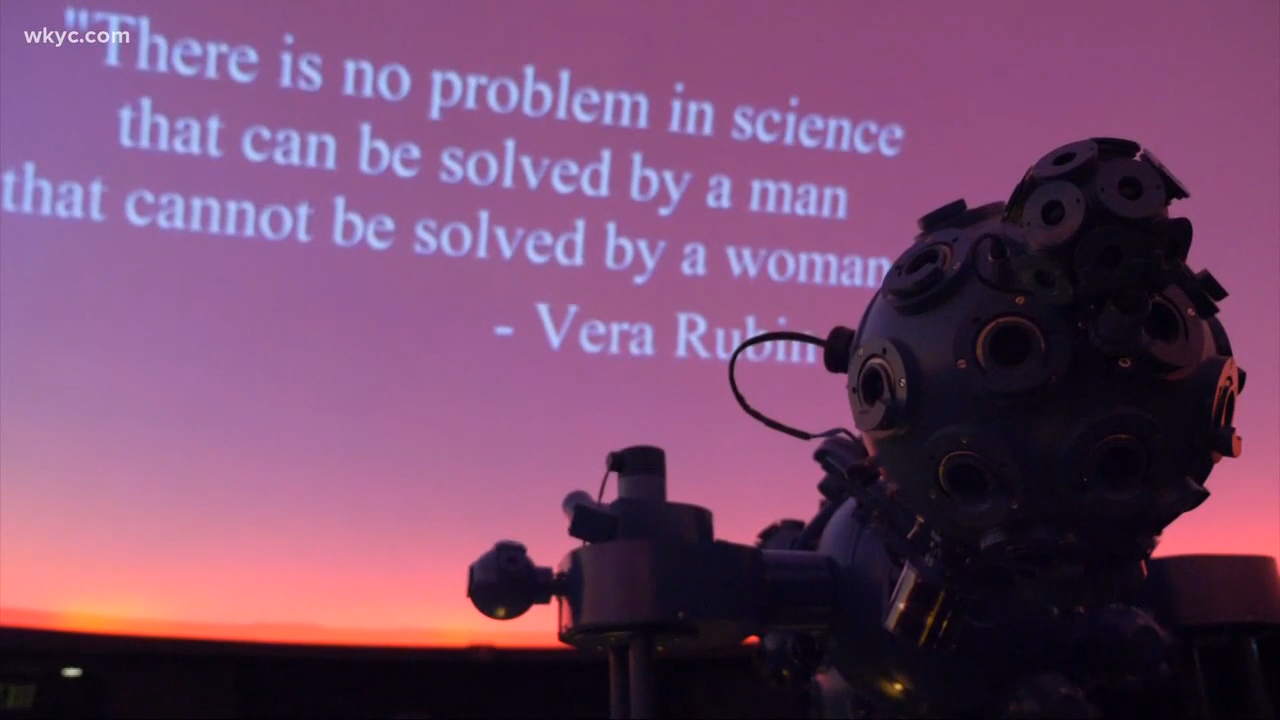 wkyc.com
"There is no problem in science
that can be solved by a man
that cannot be solved by a woman
- Vera Rubin